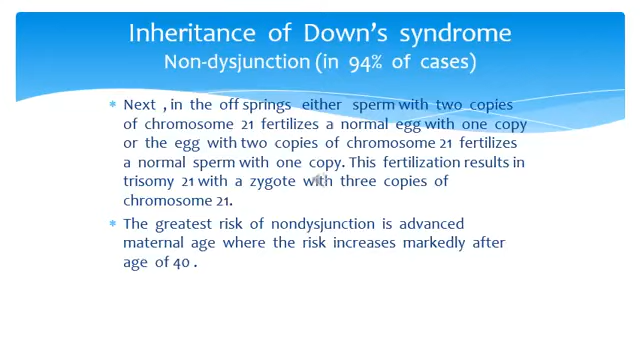 Inheritance of Down's syndrome
Non-dysjunction (in 94% of cases)
* Next , in the off springs either sperm with two copies
of chromosome 21 fertilizes a normal egg with one copy
or the egg with two copies of chromosome 21 fertilizes
a normal sperm with one copy. This fertilization results in
trisomy 21 with a zygote with three copies of
chromosome 21.
* The greatest risk of nondysjunction is advanced
maternal age where the risk increases markedly after
age of 40 .